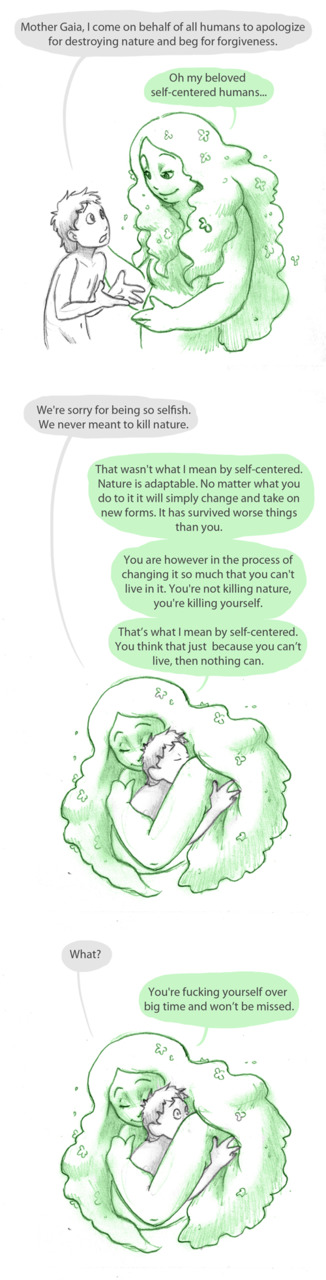 Mother Gaia, I come on behalf of all humans to apologize
for destroying nature and beg for forgiveness.
Oh my beloved
self-centered humans...
We're sorry for being so selfish.
We never meant to kill nature.
That wasn't what I mean by self-centered.
Nature is adaptable. No matter what you
do to it it will simply change and take on
new forms. It has survived worse things
than you.
You are however in the process of
changing it so much that you can't
live in it. You're not killing nature,
you're killing yourself.
That's what I mean by self-centered.
You think that just because you can't
live, then nothing can.
What?
You're fucking yourself over
big time and won't be missed.